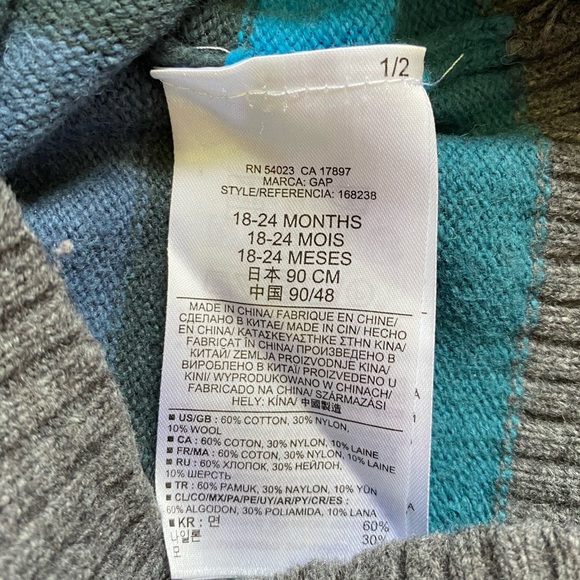 1/2
RN 54023 CA 17897
MARCA: GAP
STYLE/REFERENCIA: 168238
18-24 MONTHS
18-24 MOIS
18-24 MESES
日本 90 CM
中国 90/48
MADE IN CHINA/ FABRIQUE EN CHINE/
СДЕЛАНО В КИТАЕ/ MADE IN CIN/ HECHO
EN CHINA/ ΚΑΤΑΣΚΕΥΑΣΤΗΚΕ ΣΤΗΝ ΚΙΝΑ/
FABRICAT ÎN CHINA/ ПРОИЗВЕДЕНО В
КИТАЙ/ ZEMLJA PROIZVODNJE KINA/
ВИРОБЛЕНО В КИТАЇ/ VYROBENO V
KINI/ WYPRODUKOWANO W CHINACH/
FABRICADO NA CHINA/ SZÁRMAZÁSI
HELY: KÍNA/ 中國製造
■ US/GB : 60% COTTON, 30% NYLON,
10% WOOL
■ CA : 60% COTTON, 30% NYLON, 10% LAINE
■ FR/MA : 60% COTTON, 30% NYLON, 10% LAINE
■ RU : 60% ХЛОПОК, 30% НЕЙЛОН,
10% ШЕРСТЬ
■ TR : 60% PAMUK, 30% NAYLON, 10% YÜN
■ CL/CO/MX/PA/PE/UY/AR/PY/CR/ES :
60% ALGODON, 30% POLIAMIDA, 10% LANA
■ KR : 면 60%
나일론 30%
모